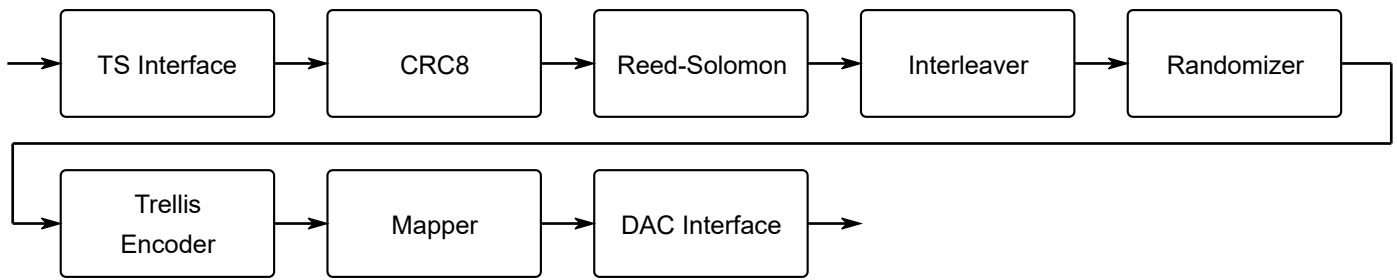 TS Interface
CRC8
Reed-Solomon
Interleaver
Randomizer
Trellis
Encoder
Mapper
DAC Interface